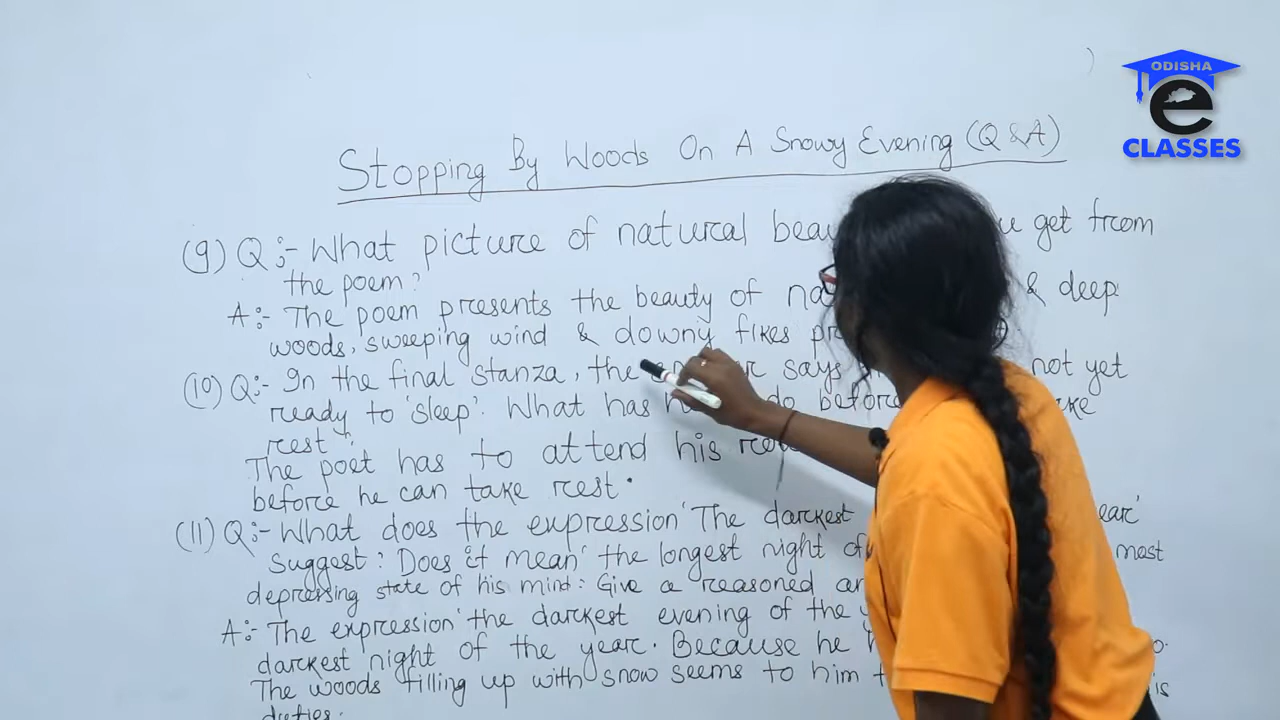 ODISHA
e
CLASSES
Stopping By Woods On A Snowy Evening (Q & A)
(9) Q:- What picture of natural get from
the poem?
A:- The poem presents the beauty of & deep
woods, sweeping wind & downy flkes
(10) Q:- In the final stanza, the says not yet
ready to 'sleep'. What has do before
rest?
The poet has to attend his
before he can take rest.
(11) Q:- What does the expression 'The darkest
suggest? Does it mean 'the longest night of most
depressing state of his mind? Give a reasoned
A:- The expression 'the darkest evening of the
darkest night of the year. Because he
The woods filling up with snow seems to him
duties.